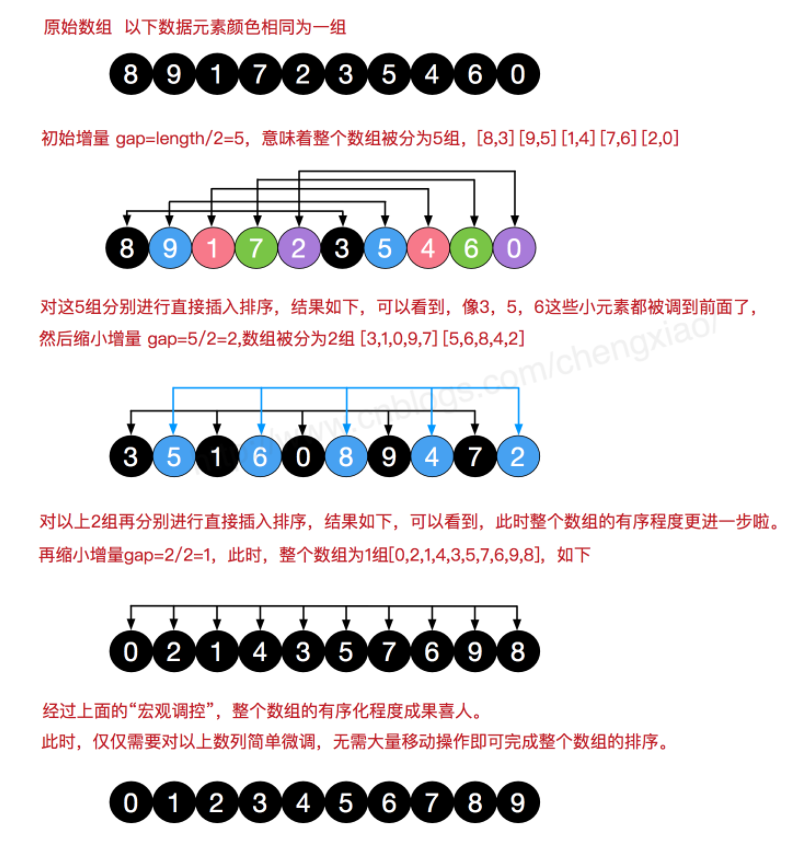 原始数组 以下数据元素颜色相同为一组
8 9 1 7 2 3 5 4 6 0
初始增量 gap=length/2=5，意味着整个数组被分为5组，[8,3] [9,5] [1,4] [7,6] [2,0]
8 9 1 7 2 3 5 4 6 0
对这5组分别进行直接插入排序，结果如下，可以看到，像3，5，6这些小元素都被调到前面了，
然后缩小增量 gap=5/2=2,数组被分为2组 [3,1,0,9,7] [5,6,8,4,2]
www.cnblogs.com/chengxiao/
3 5 1 6 0 8 9 4 7 2
对以上2组再分别进行直接插入排序，结果如下，可以看到，此时整个数组的有序程度更进一步啦。
再缩小增量gap=2/2=1，此时，整个数组为1组[0,2,1,4,3,5,7,6,9,8]，如下
0 2 1 4 3 5 7 6 9 8
经过上面的“宏观调控”，整个数组的有序化程度成果喜人。
此时，仅仅需要对以上数列简单微调，无需大量移动操作即可完成整个数组的排序。
0 1 2 3 4 5 6 7 8 9